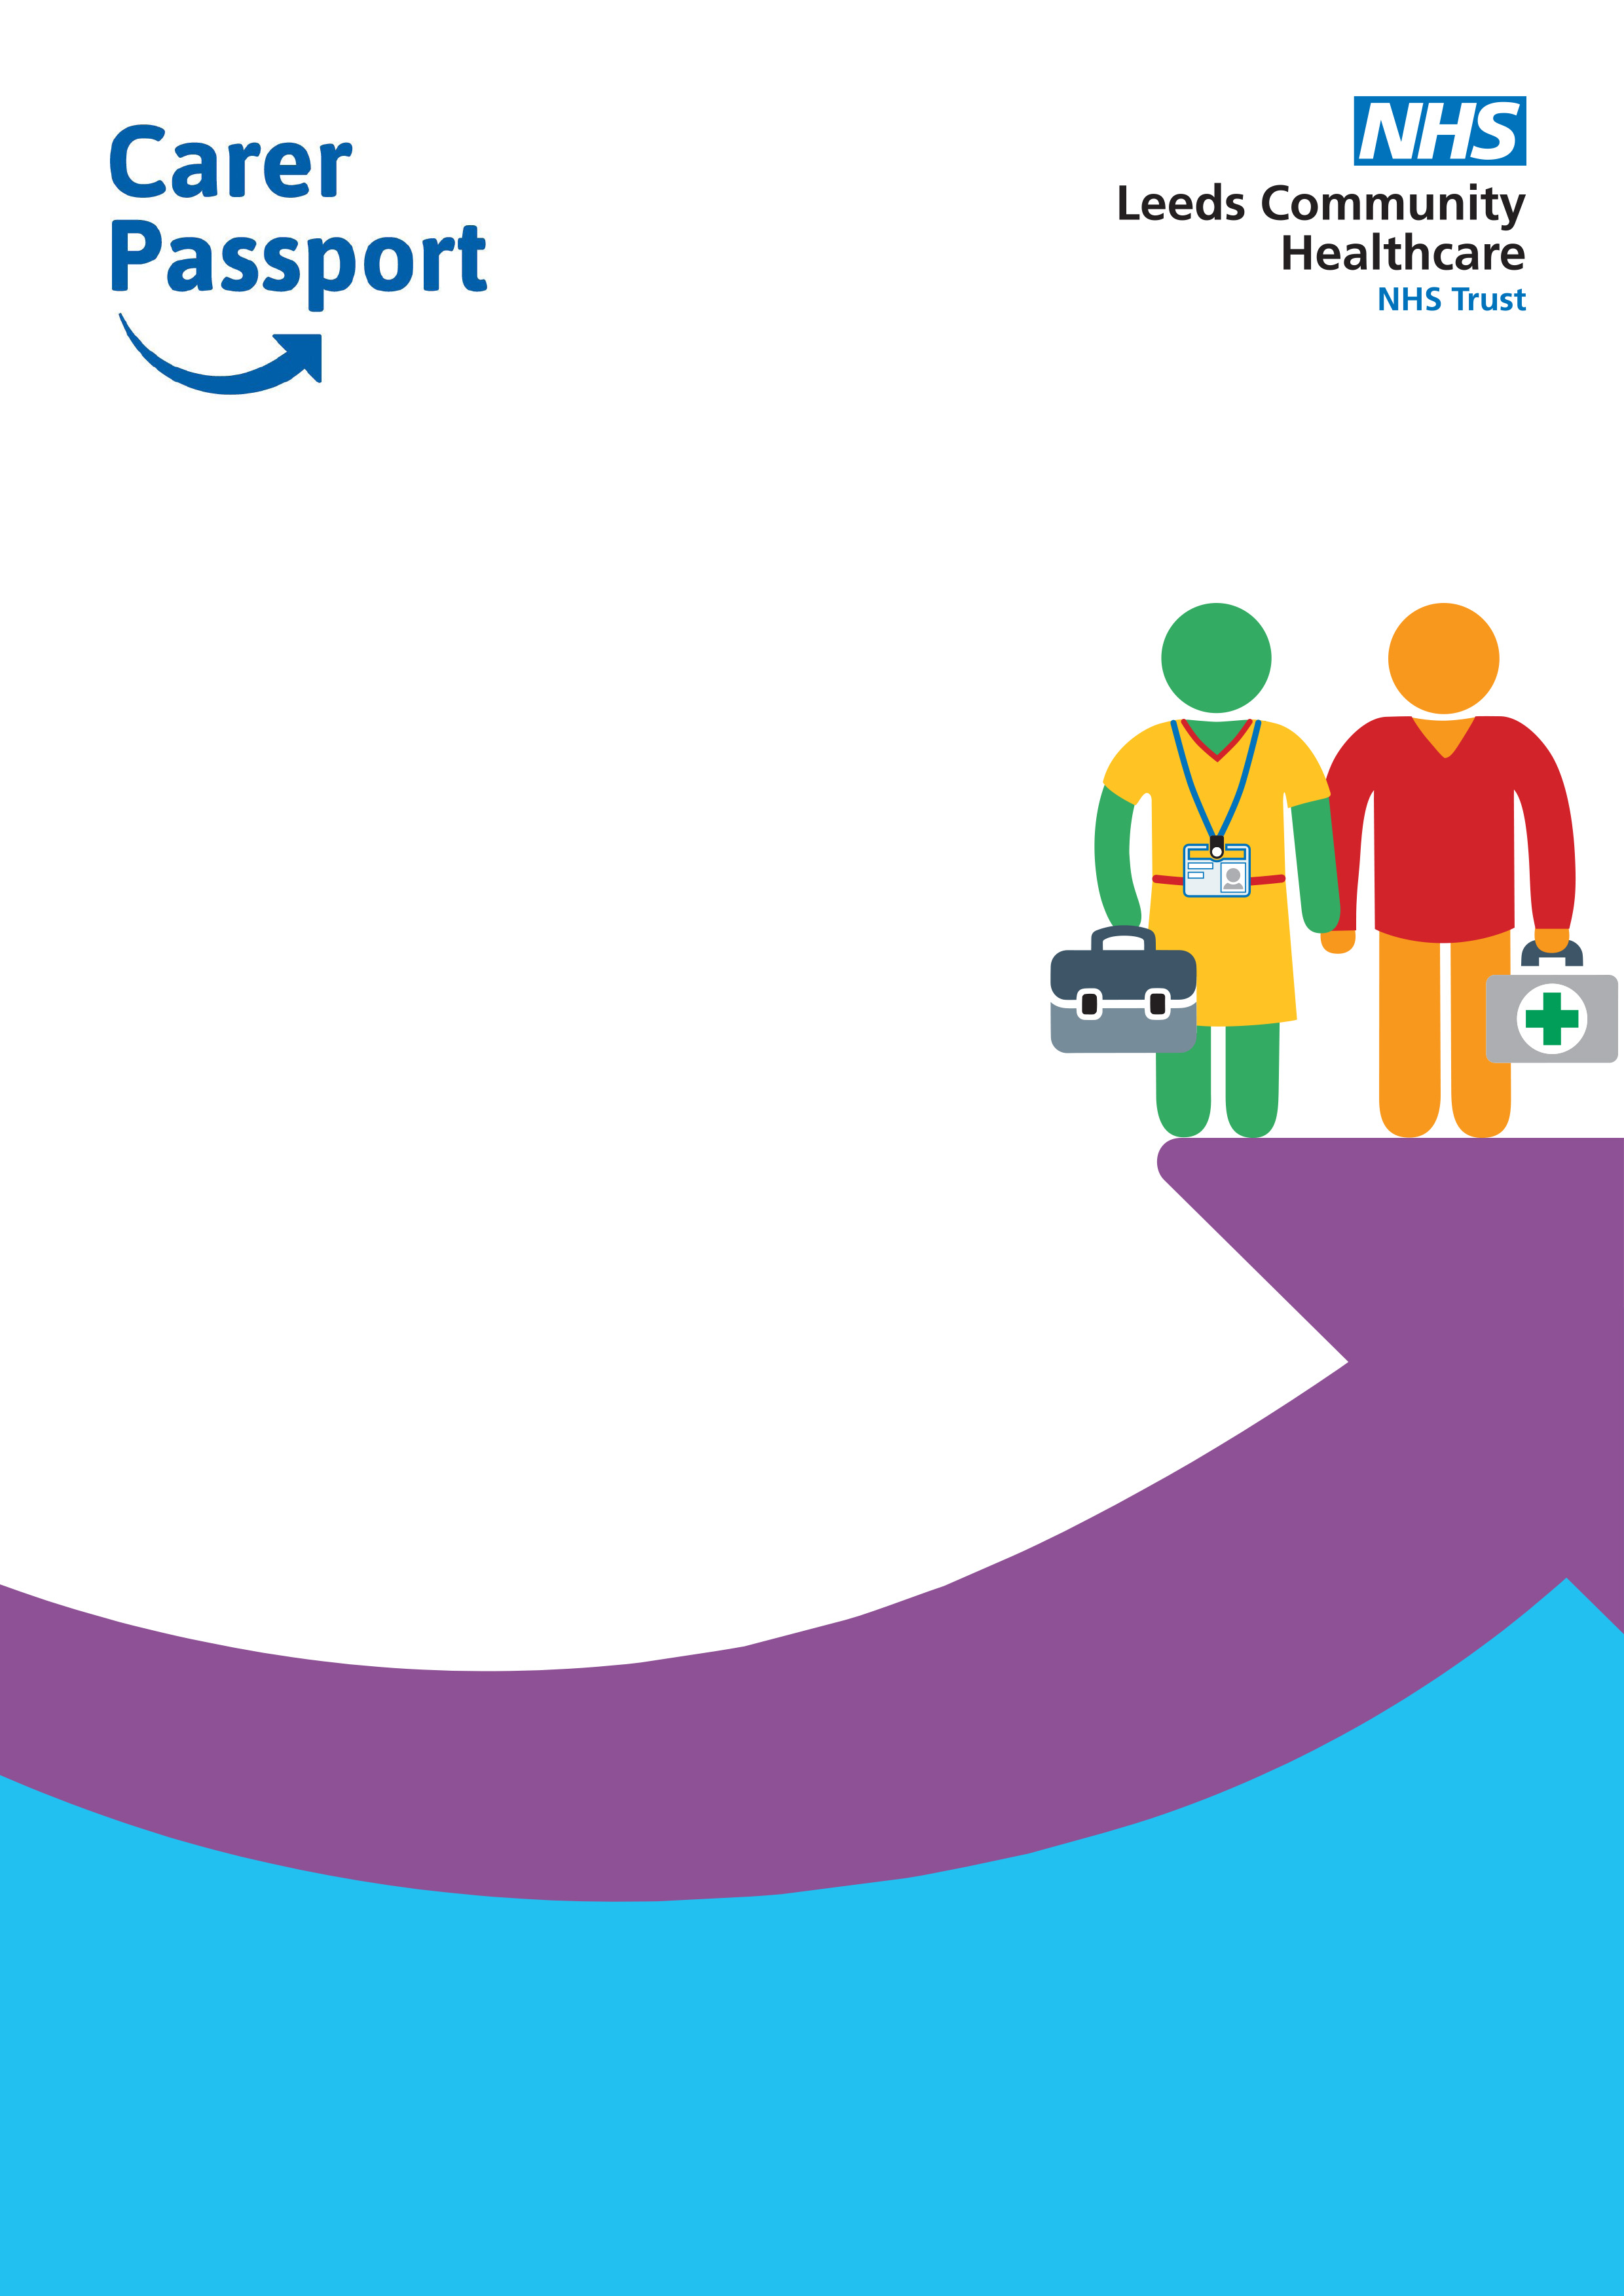 Carer
Passport
NHS
Leeds Community
Healthcare
NHS Trust